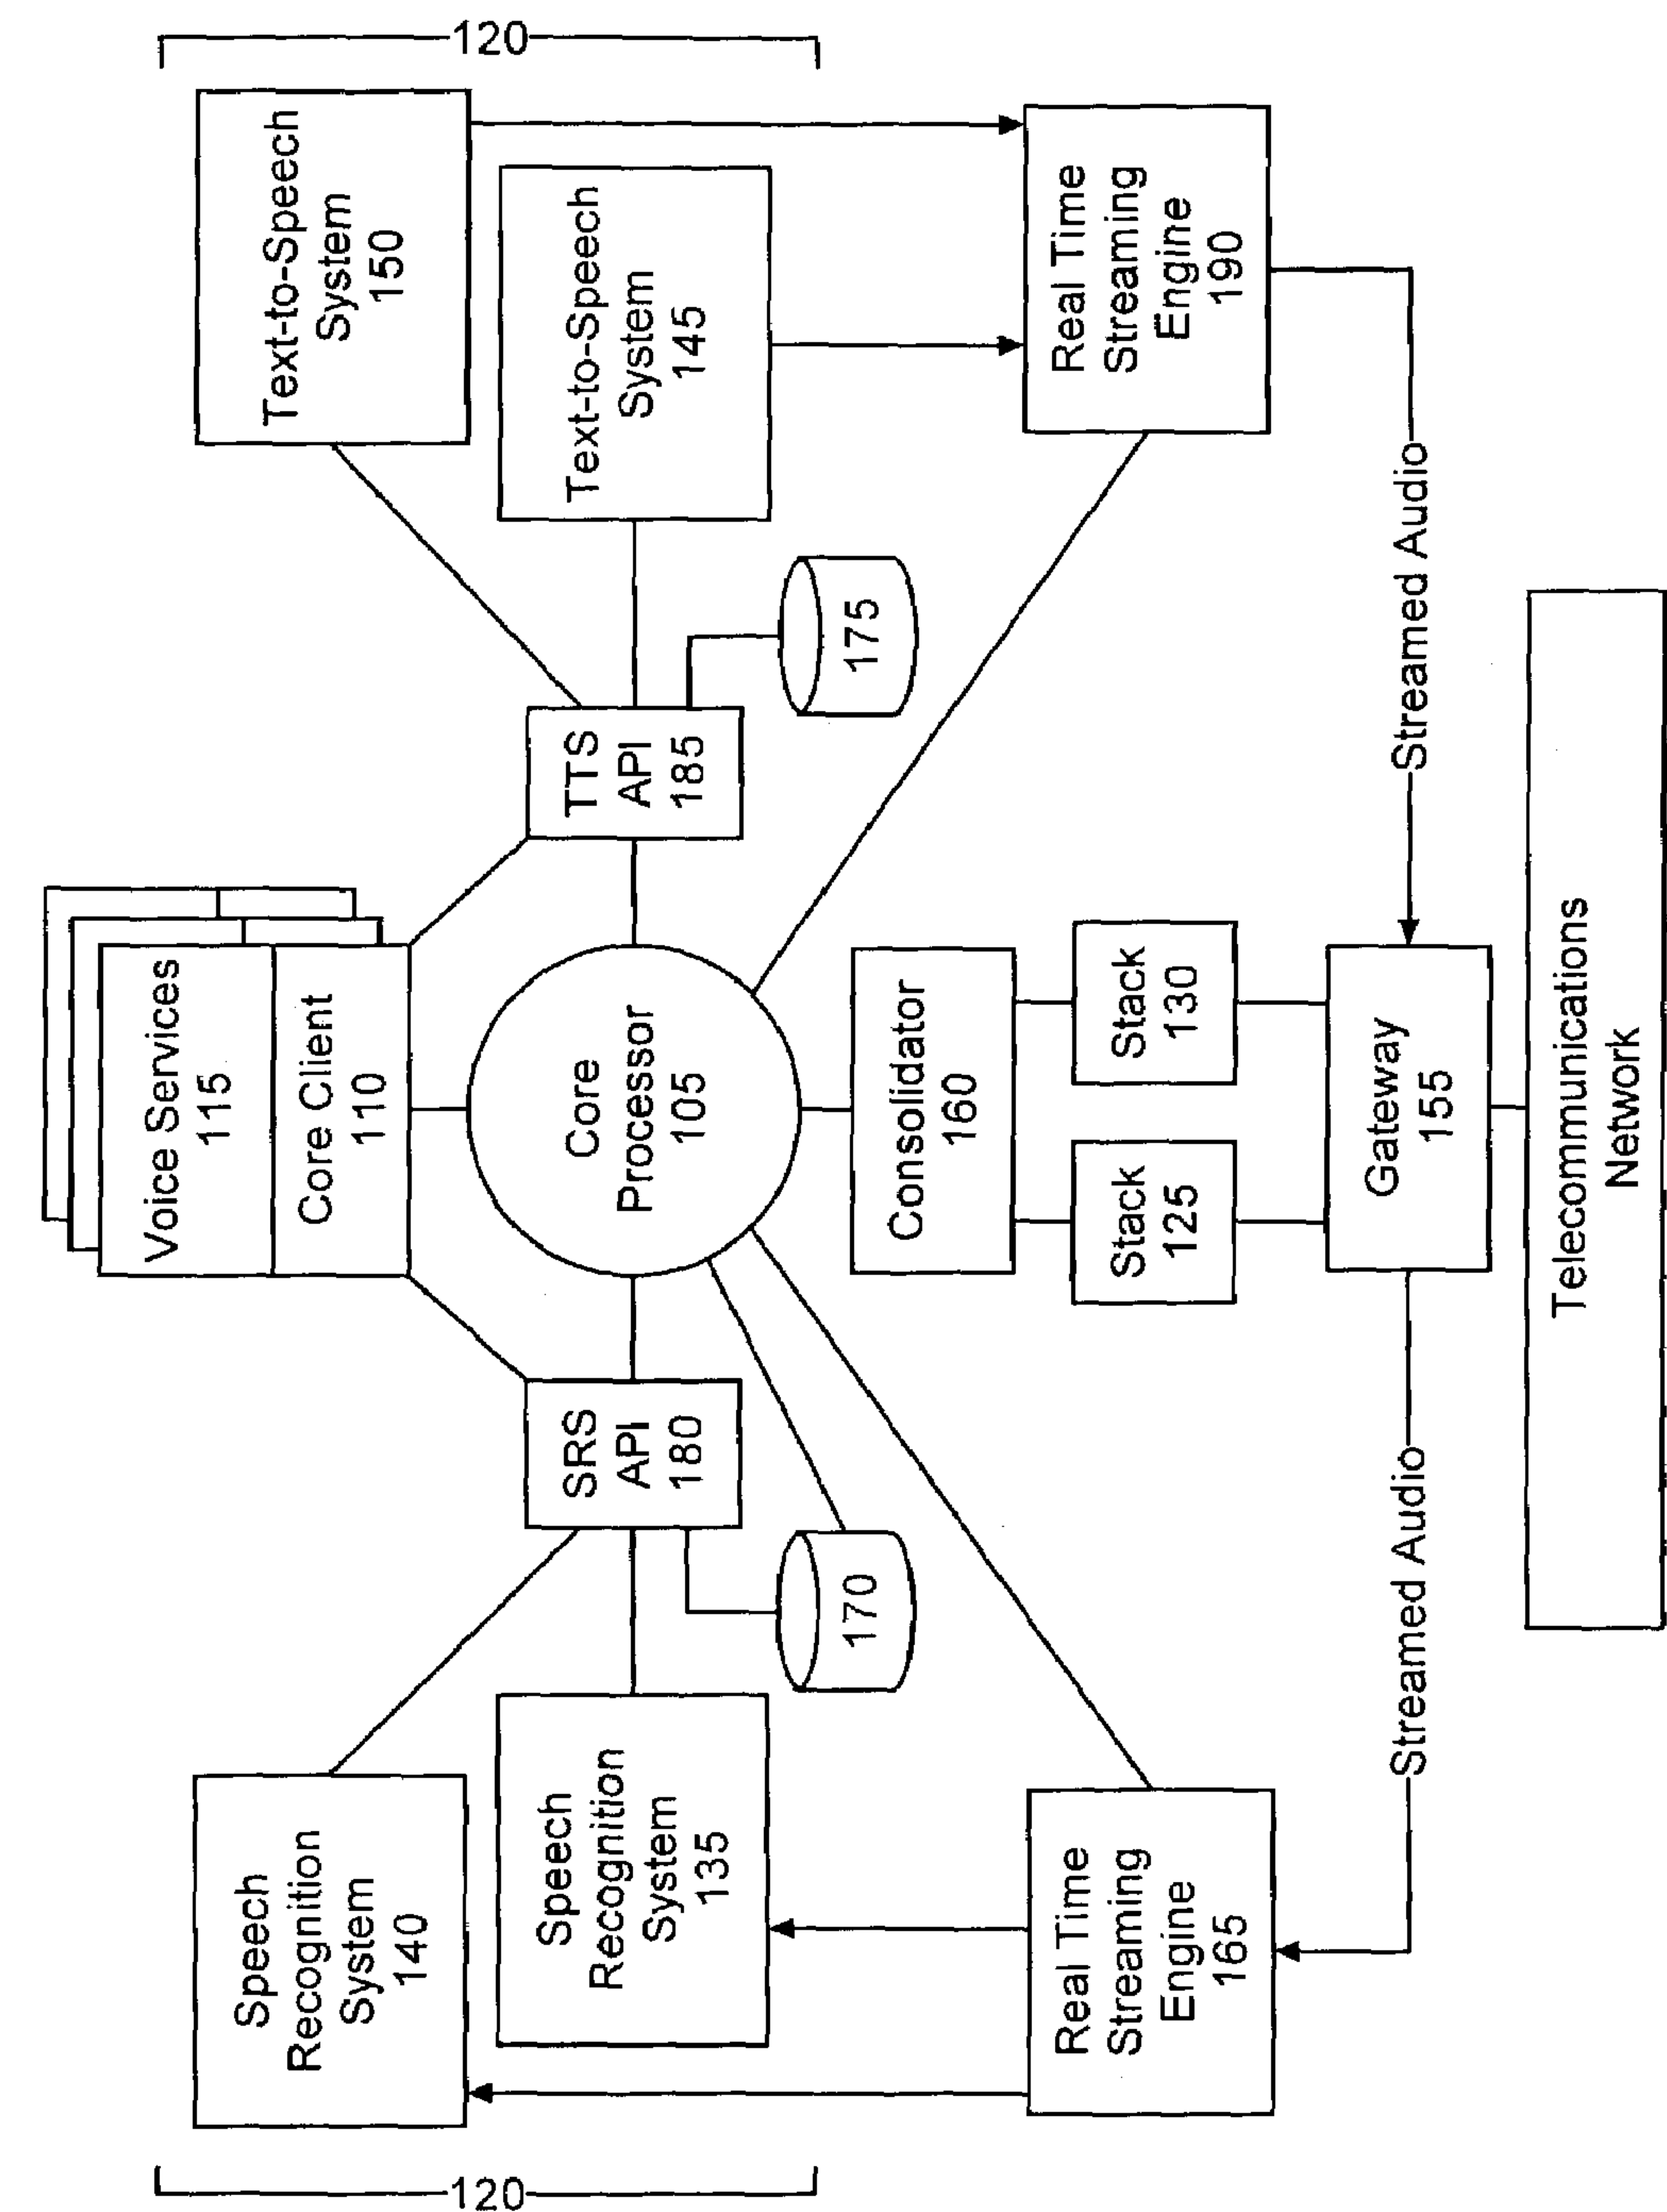 120
Speech
Recognition
System
140
Speech
Recognition
System
135
Real Time
Streaming
Engine
165
170
SRS
API
180
Voice Services
115
Core Client
110
Core
Processor
105
Consolidator
160
Stack
125
Stack
130
Gateway
155
Streamed Audio
Streamed Audio
Telecommunications
Network
TTS
API
185
175
Text-to-Speech
System
150
Text-to-Speech
System
145
Real Time
Streaming
Engine
190
120